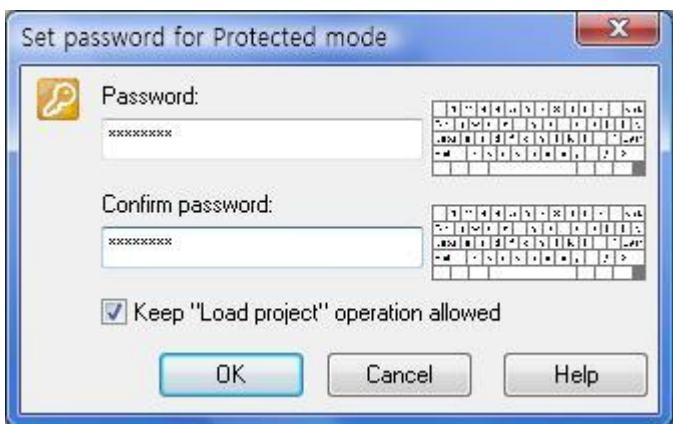 Set password for Protected mode
Password:
********
Confirm password:
********
Keep "Load project" operation allowed
OK Cancel Help